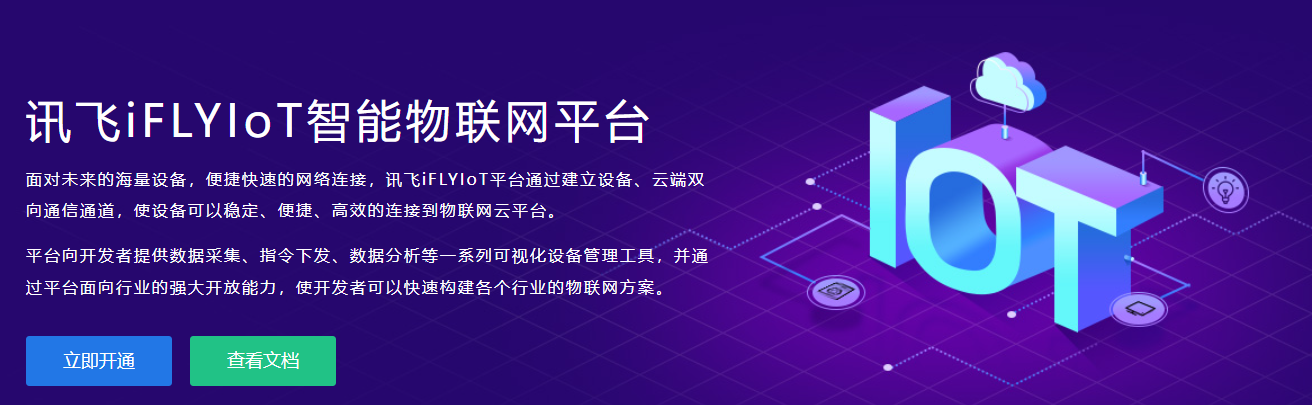 讯飞iFLYIoT智能物联网平台
面对未来的海量设备，便捷快速的网络连接，讯飞iFLYIoT平台通过建立设备、云端双
向通信通道，使设备可以稳定、便捷、高效的连接到物联网云平台。
平台向开发者提供数据采集、指令下发、数据分析等一系列可视化设备管理工具，并通
过平台面向行业的强大开放能力，使开发者可以快速构建各个行业的物联网方案。
立即开通 查看文档
IOT